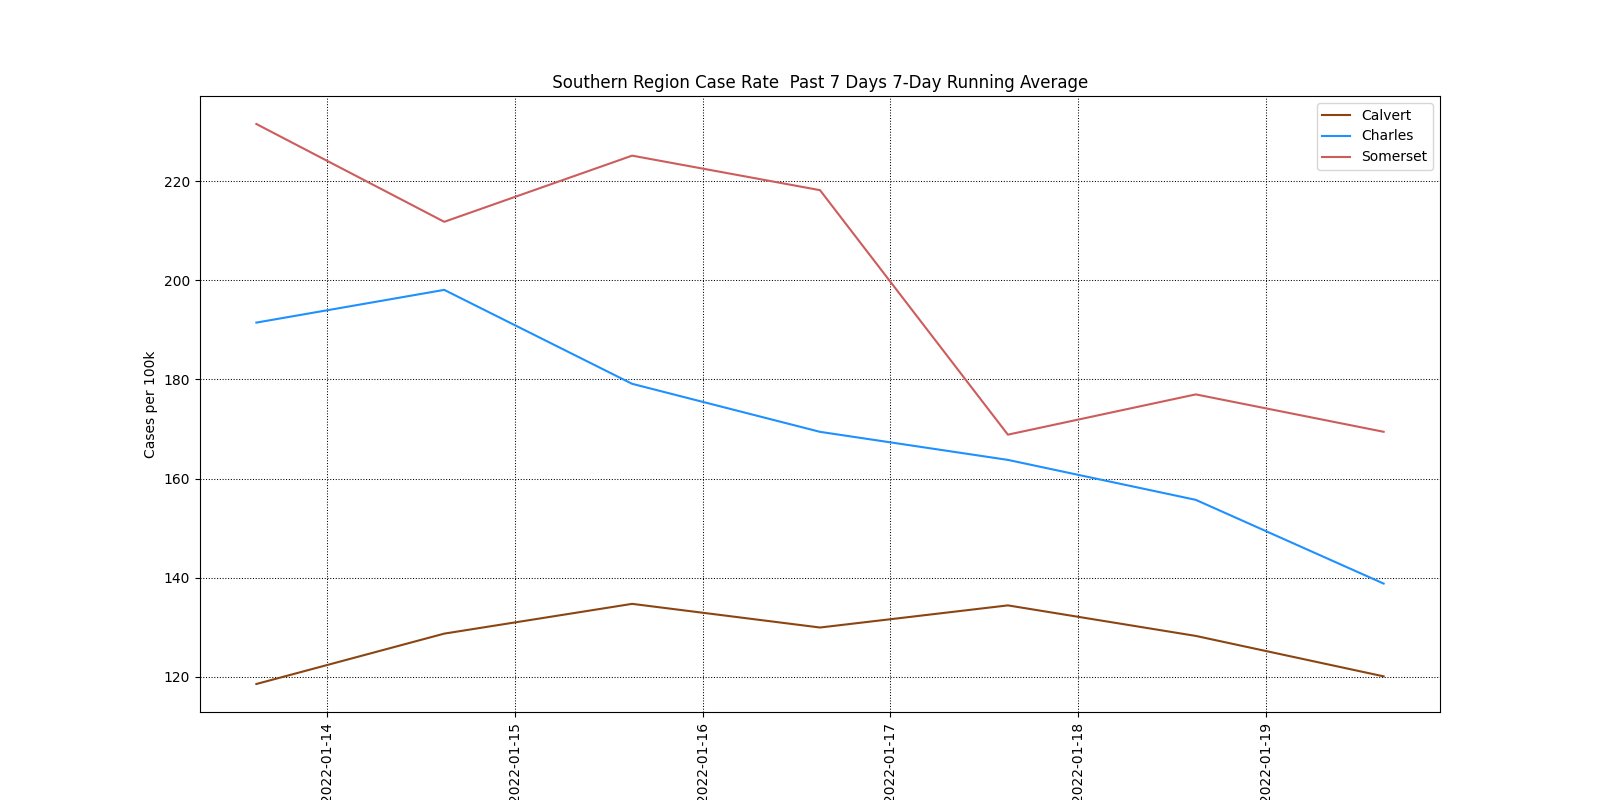 Southern Region Case Rate  Past 7 Days 7-Day Running Average
Calvert
Charles
Somerset
Cases per 100k
220
200
180
160
140
120
2022-01-14
2022-01-15
2022-01-16
2022-01-17
2022-01-18
2022-01-19